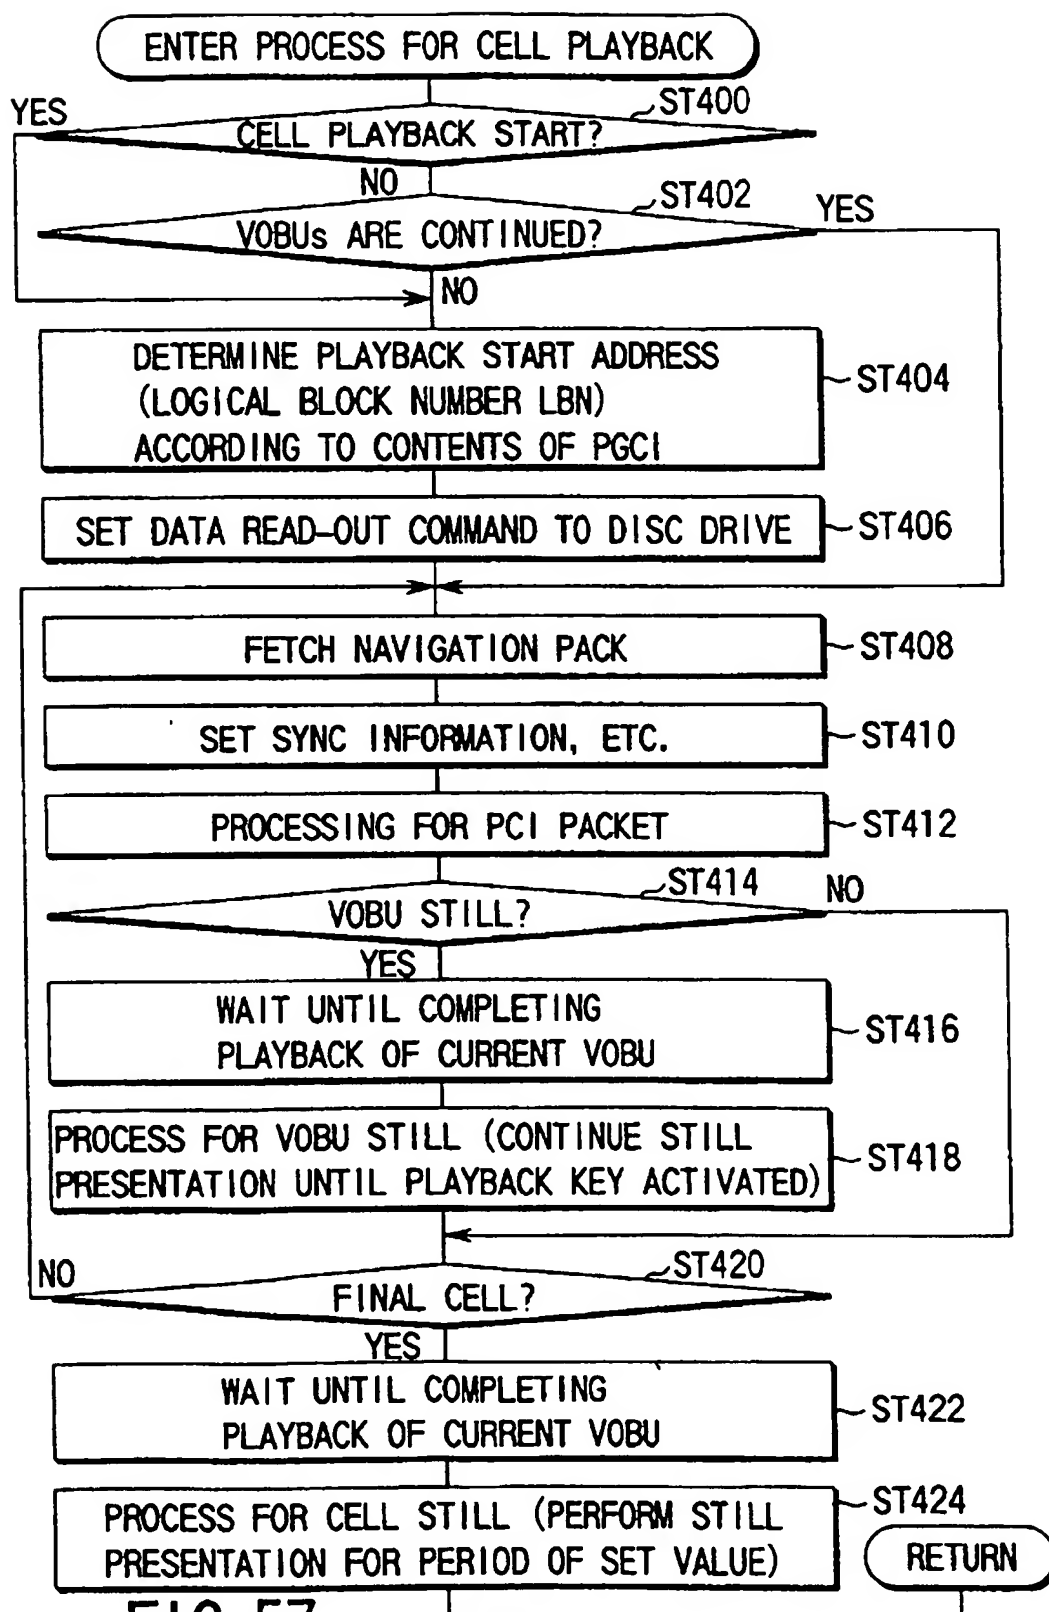 ENTER PROCESS FOR CELL PLAYBACK
YES
ST400
CELL PLAYBACK START?
NO
ST402
YES
VOBUs ARE CONTINUED?
NO
DETERMINE PLAYBACK START ADDRESS
(LOGICAL BLOCK NUMBER LBN)
ACCORDING TO CONTENTS OF PGCI
ST404
SET DATA READ-OUT COMMAND TO DISC DRIVE
ST406
FETCH NAVIGATION PACK
ST408
SET SYNC INFORMATION, ETC.
ST410
PROCESSING FOR PCI PACKET
ST412
ST414
NO
VOBU STILL?
YES
WAIT UNTIL COMPLETING
PLAYBACK OF CURRENT VOBU
ST416
PROCESS FOR VOBU STILL (CONTINUE STILL
PRESENTATION UNTIL PLAYBACK KEY ACTIVATED)
ST418
NO
ST420
FINAL CELL?
YES
WAIT UNTIL COMPLETING
PLAYBACK OF CURRENT VOBU
ST422
PROCESS FOR CELL STILL (PERFORM STILL
PRESENTATION FOR PERIOD OF SET VALUE)
ST424
RETURN
FIG. 57